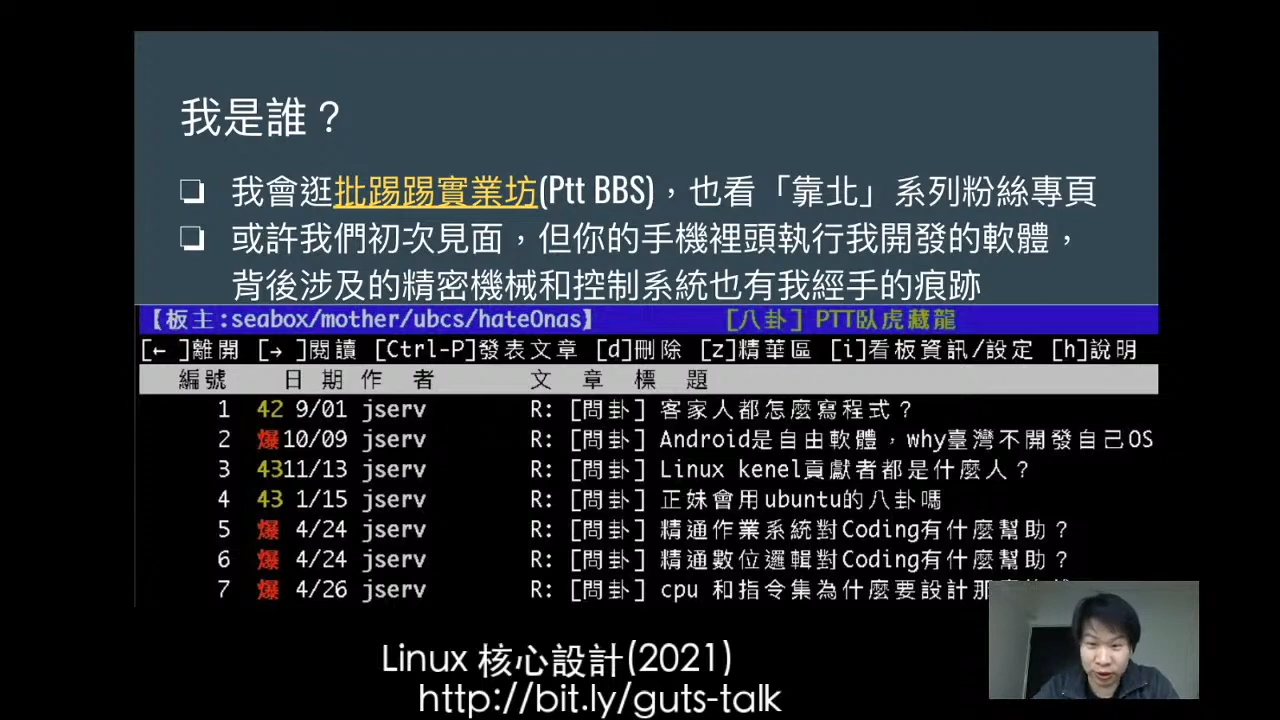 我是誰？
❏ 我會逛批踢踢實業坊(Ptt BBS)，也看「靠北」系列粉絲專頁
❏ 或許我們初次見面，但你的手機裡頭執行我開發的軟體，
背後涉及的精密機械和控制系統也有我經手的痕跡
【板主:seabox/mother/ubcs/hateOnas】 [八卦] PTT臥虎藏龍
[← ]離開 [→ ]閱讀 [Ctrl-P]發表文章 [d]刪除 [z]精華區 [i]看板資訊/設定 [h]說明
編號 日 期 作 者 文 章 標 題
1 42 9/01 jserv R: [問卦] 客家人都怎麼寫程式？
2 爆10/09 jserv R: [問卦] Android是自由軟體，why臺灣不開發自己OS
3 4311/13 jserv R: [問卦] Linux kenel貢獻者都是什麼人？
4 43 1/15 jserv R: [問卦] 正妹會用ubuntu的八卦嗎
5 爆 4/24 jserv R: [問卦] 精通作業系統對Coding有什麼幫助？
6 爆 4/24 jserv R: [問卦] 精通數位邏輯對Coding有什麼幫助？
7 爆 4/26 jserv R: [問卦] cpu 和指令集為什麼要設計那
Linux 核心設計(2021)
http://bit.ly/guts-talk